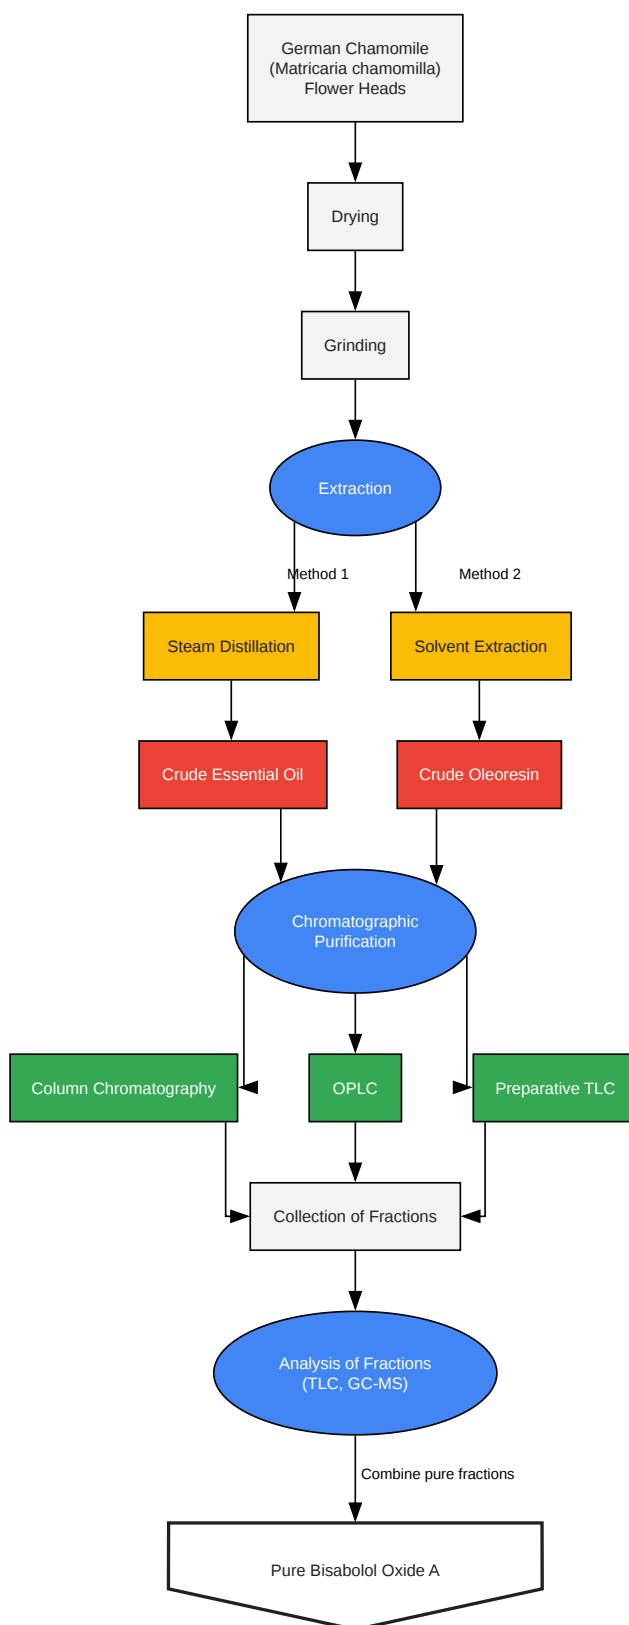 German Chamomile
(Matricaria chamomilla)
Flower Heads
Drying
Grinding
Extraction
Method 1
Method 2
Steam Distillation
Solvent Extraction
Crude Essential Oil
Crude Oleoresin
Chromatographic
Purification
Column Chromatography
OPLC
Preparative TLC
Collection of Fractions
Analysis of Fractions
(TLC, GC-MS)
Combine pure fractions
Pure Bisabolol Oxide A